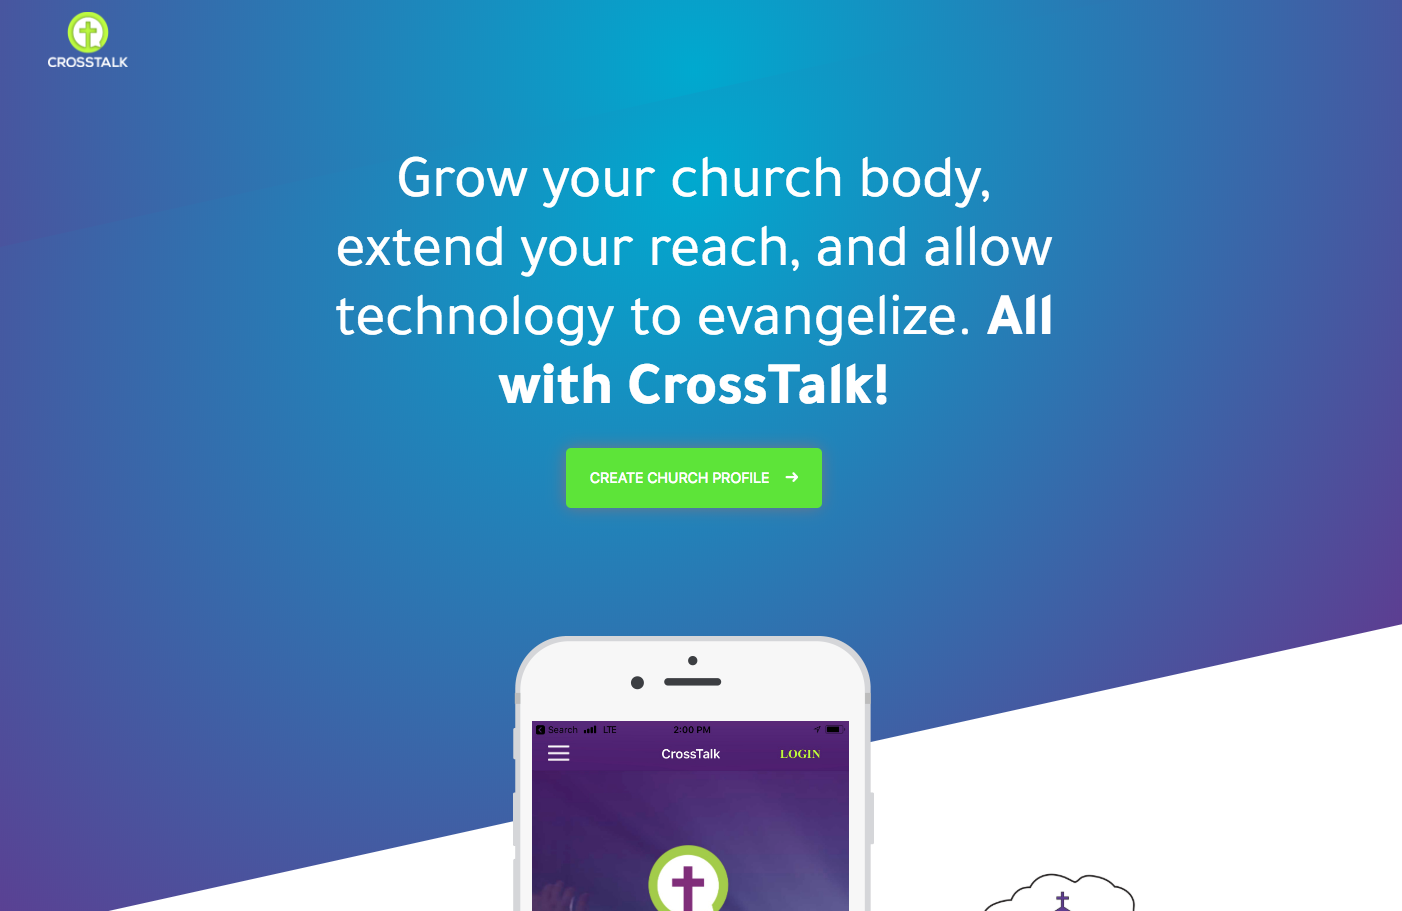 CROSSTALK
Grow your church body,
extend your reach, and allow
technology to evangelize. All
with CrossTalk!
CREATE CHURCH PROFILE
Search LTE 2:00 PM
CrossTalk LOGIN